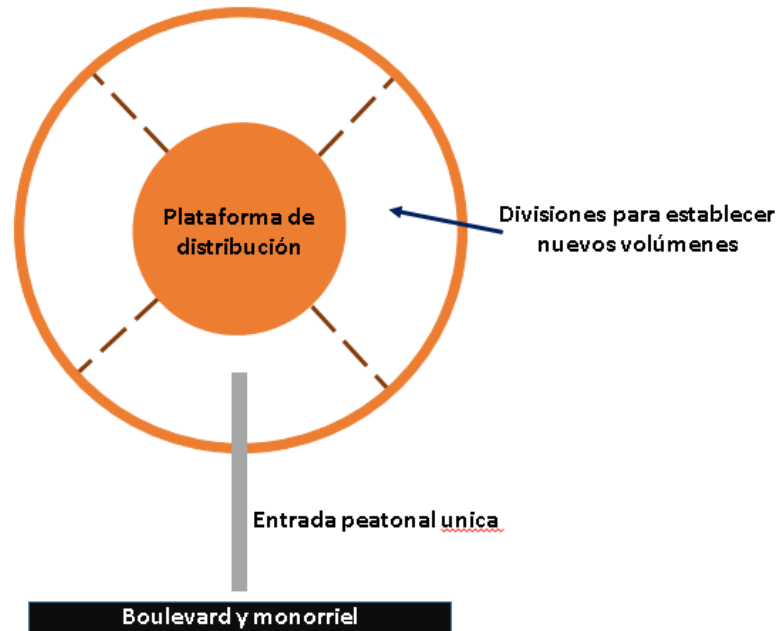 Plataforma de
distribución
Divisiones para establecer
nuevos volúmenes
Entrada peatonal unica
Boulevard y monorriel